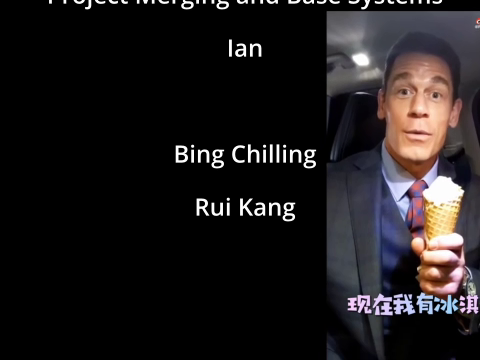 Project Merging and Base Systems
Ian
Bing Chilling
Rui Kang
现在我有冰淇